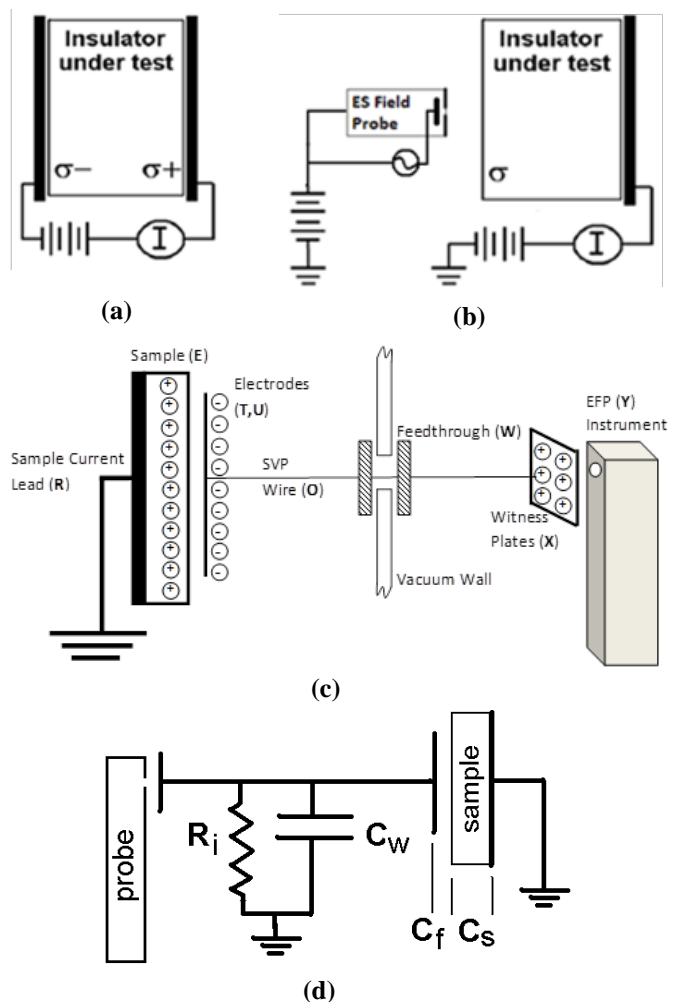 Insulator
under test
σ−
σ+
I
(a)
ES Field
Probe
Insulator
under test
σ
I
(b)
Sample (E)
Electrodes
(T,U)
Sample Current
Lead (R)
SVP
Wire (O)
Feedthrough (W)
EFP (Y)
Instrument
Witness
Plates (X)
Vacuum Wall
(c)
probe
Ri
Cw
sample
Cf
Cs
(d)